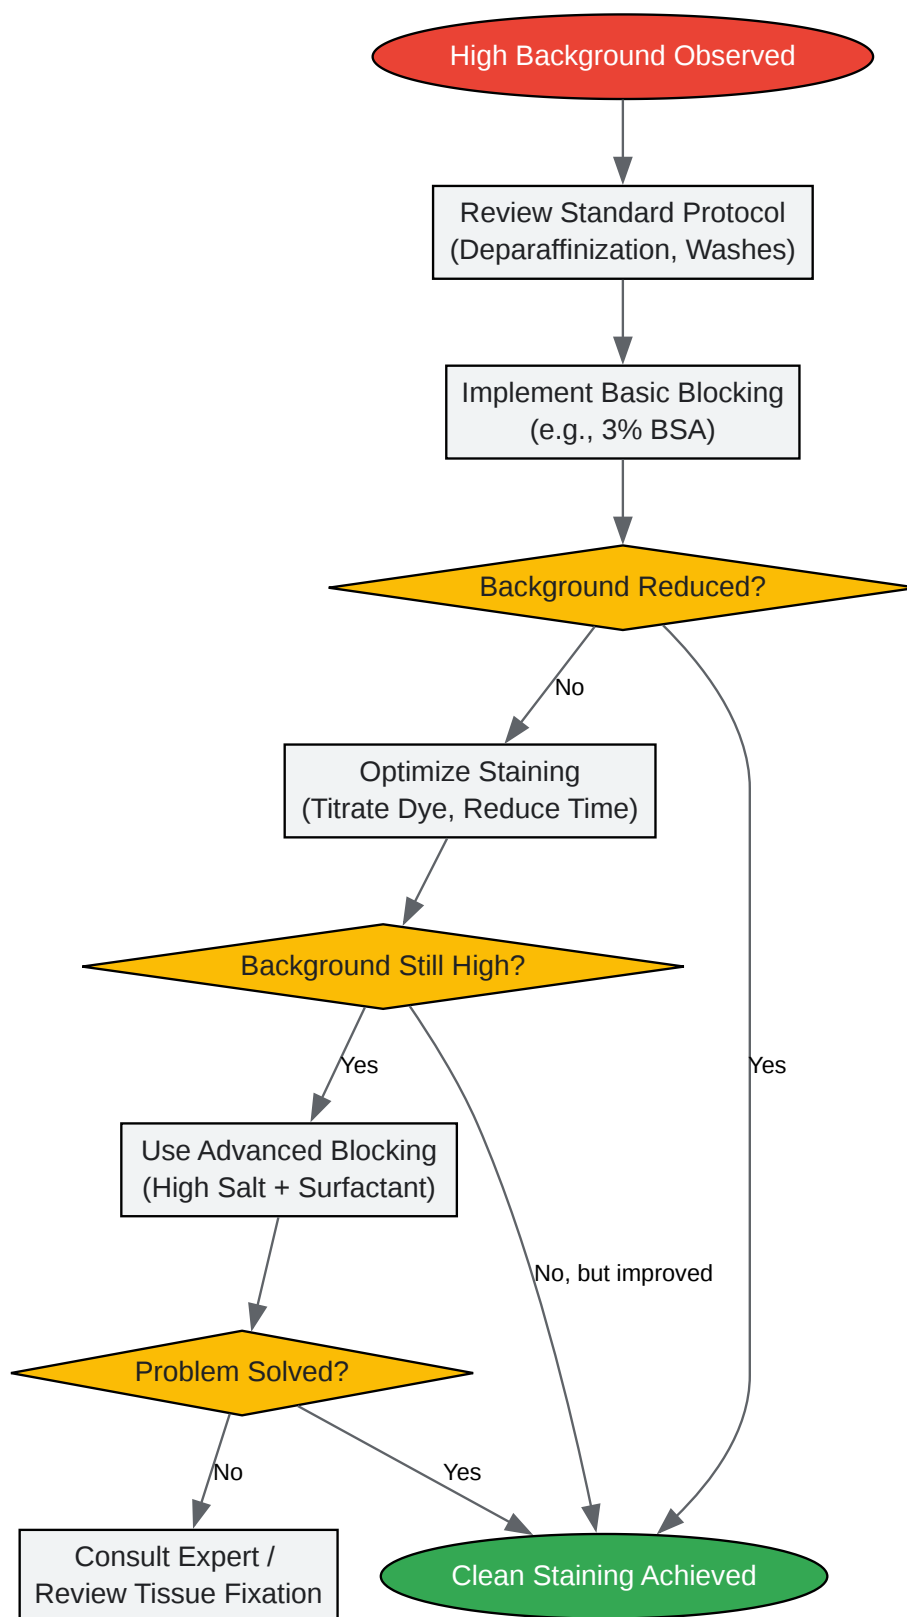 High Background Observed
Review Standard Protocol
(Deparaffinization, Washes)
Implement Basic Blocking
(e.g., 3% BSA)
Background Reduced?
No
Optimize Staining
(Titrate Dye, Reduce Time)
Background Still High?
Yes
Yes
Use Advanced Blocking
(High Salt + Surfactant)
No, but improved
Problem Solved?
No
Yes
Consult Expert /
Review Tissue Fixation
Clean Staining Achieved